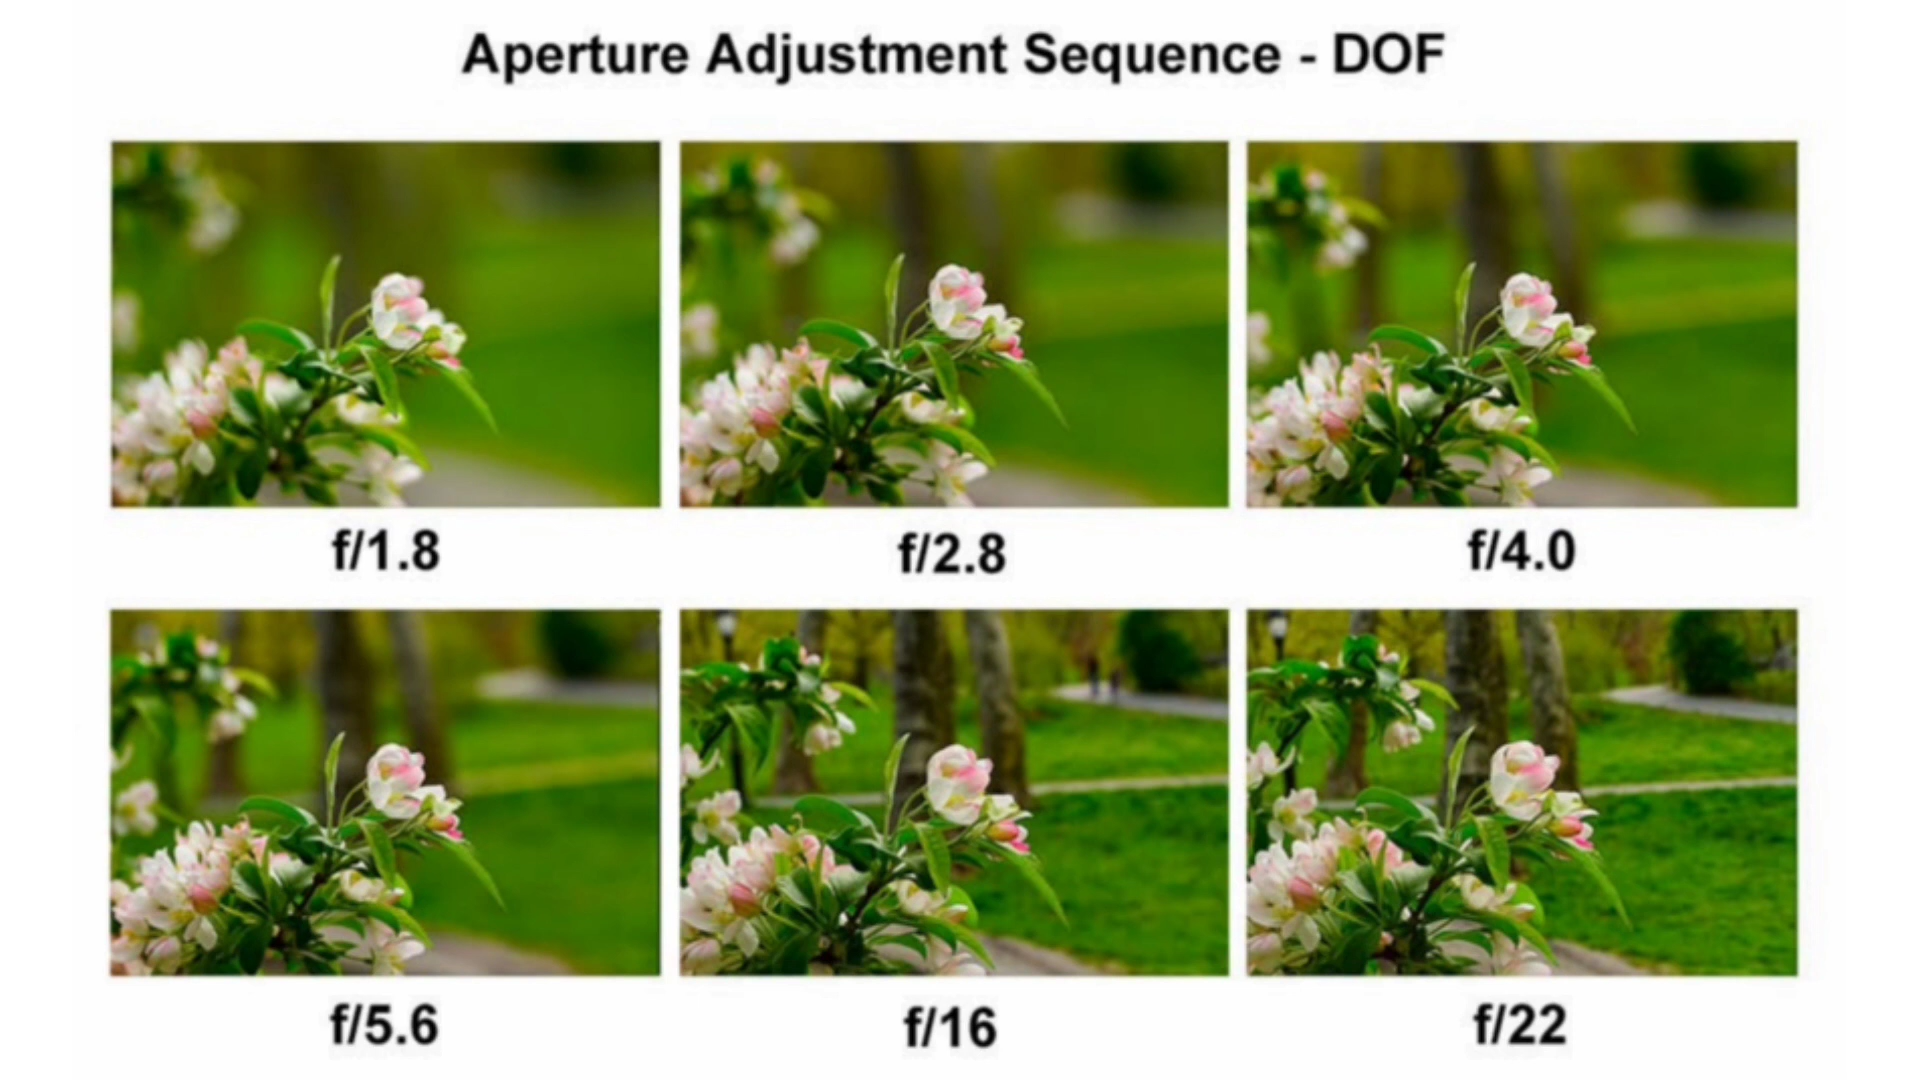 Aperture Adjustment Sequence - DOF
f/1.8
f/2.8
f/4.0
f/5.6
f/16
f/22